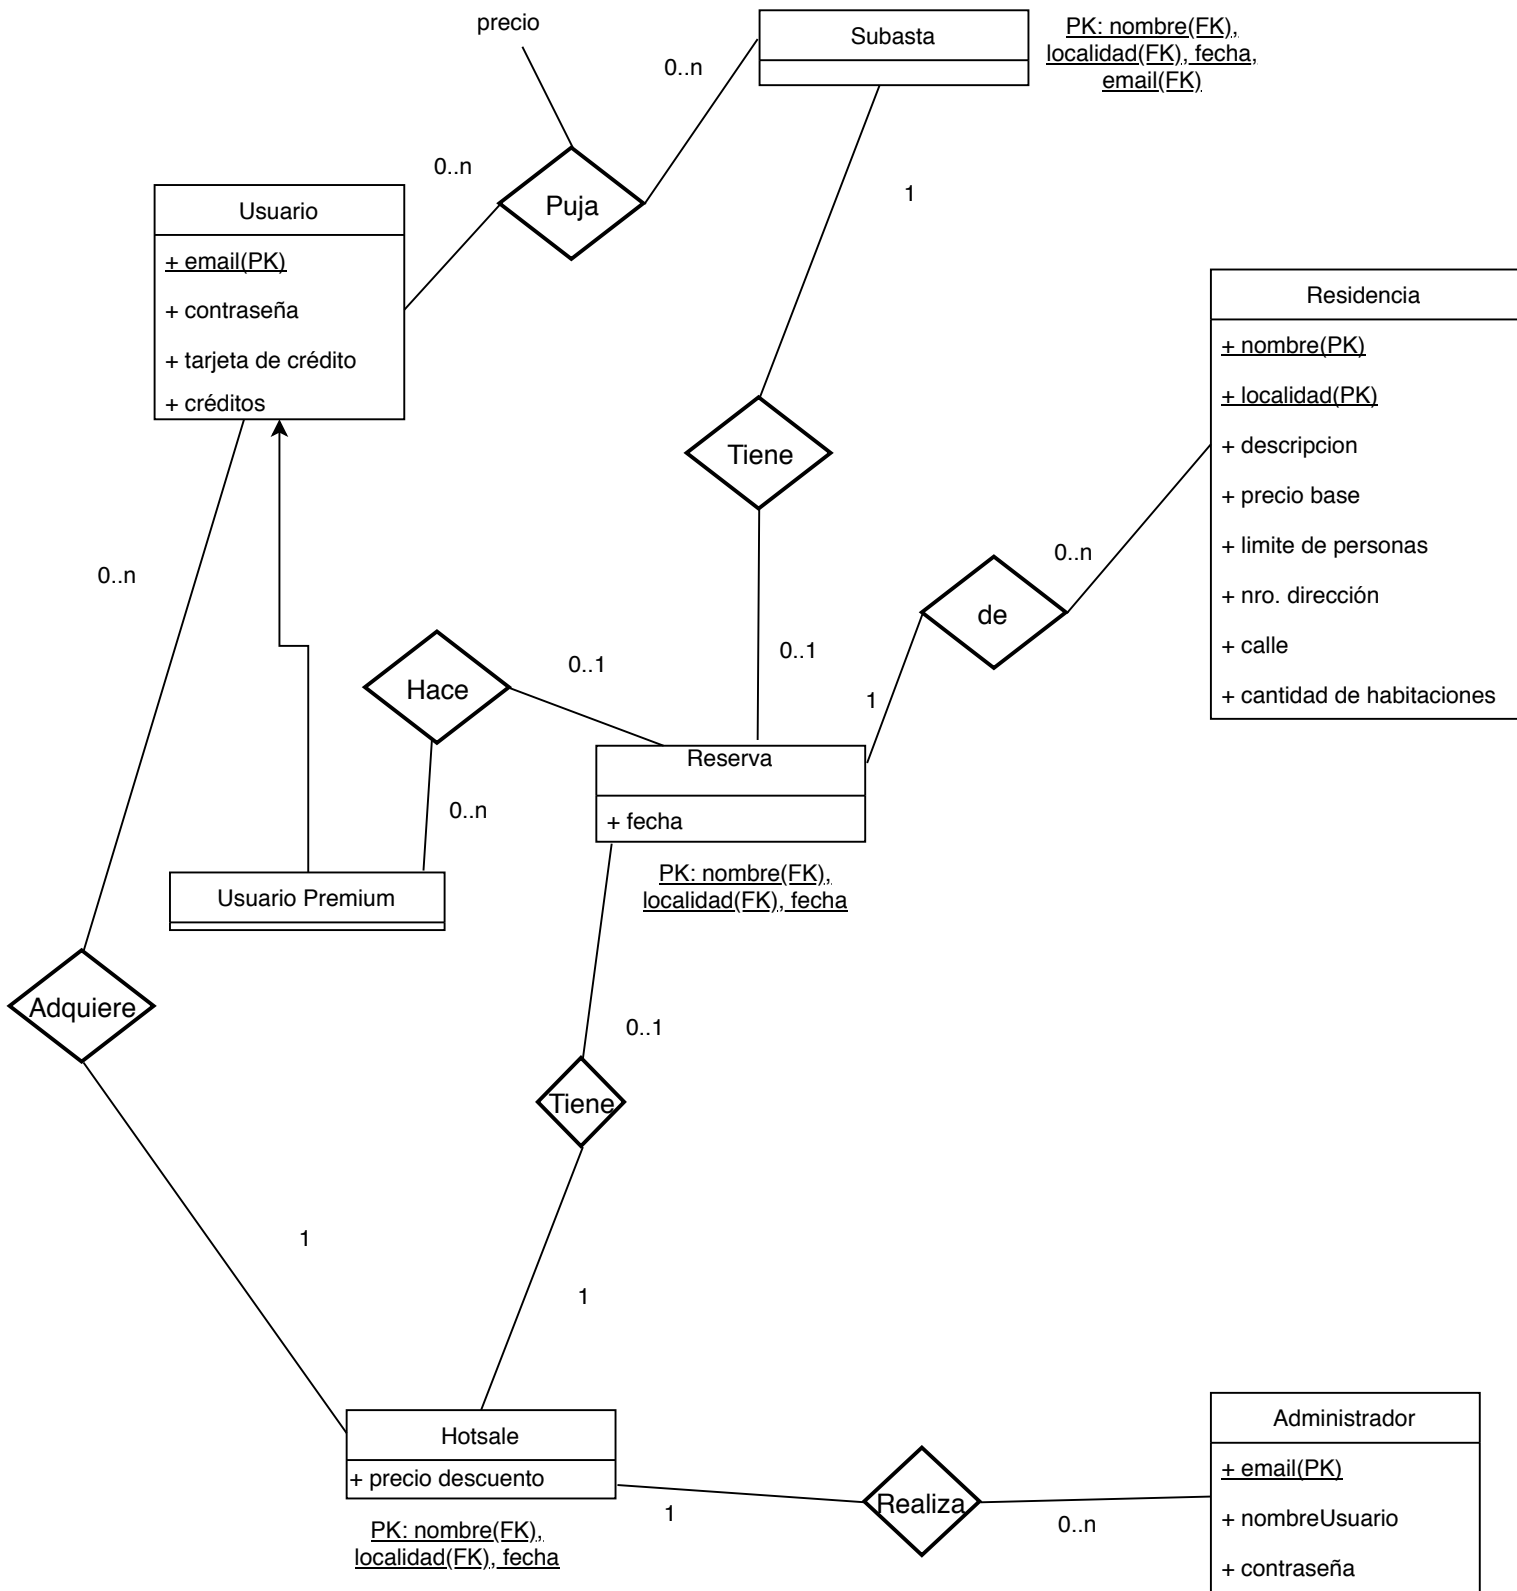 precio
Subasta
PK: nombre(FK),
localidad(FK), fecha,
email(FK)
0..n
0..n
Puja
1
Usuario
+ email(PK)
+ contraseña
+ tarjeta de crédito
+ créditos
Residencia
+ nombre(PK)
+ localidad(PK)
+ descripcion
+ precio base
+ limite de personas
+ nro. dirección
+ calle
+ cantidad de habitaciones
Tiene
0..n
0..n
de
0..1
0..1
Hace
1
Reserva
+ fecha
PK: nombre(FK),
localidad(FK), fecha
0..n
Usuario Premium
Adquiere
0..1
Tiene
1
1
Hotsale
+ precio descuento
PK: nombre(FK),
localidad(FK), fecha
1
Realiza
0..n
Administrador
+ email(PK)
+ nombreUsuario
+ contraseña